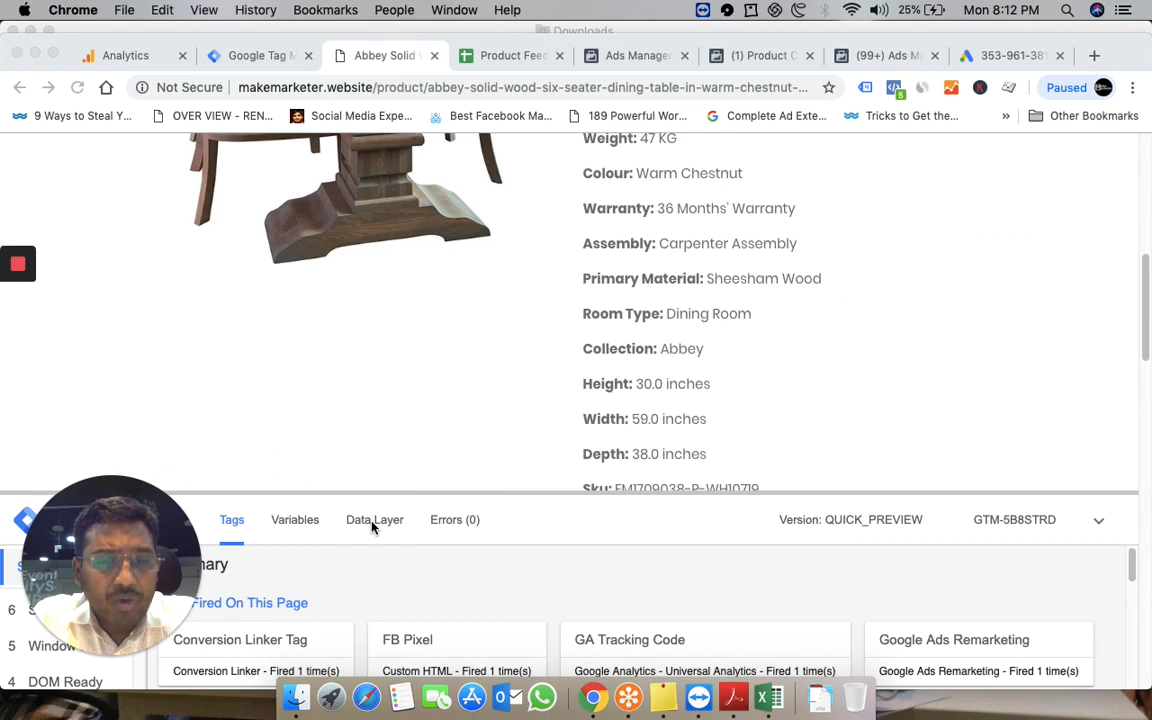 Chrome File Edit View History Bookmarks People Window Help 25% Mon 8:12 PM
Downloads
Analytics Google Tag M Abbey Solid W Product Feed Ads Manager (1) Product C (99+) Ads M 353-961-381
Not Secure makemarketer.website/product/abbey-solid-wood-six-seater-dining-table-in-warm-chestnut-... 5 Paused
9 Ways to Steal Y... OVER VIEW - REN... Social Media Expe... Best Facebook Ma... 189 Powerful Wor... Complete Ad Exte... Tricks to Get the... » Other Bookmarks
Weight: 47 KG
Colour: Warm Chestnut
Warranty: 36 Months' Warranty
Assembly: Carpenter Assembly
Primary Material: Sheesham Wood
Room Type: Dining Room
Collection: Abbey
Height: 30.0 inches
Width: 59.0 inches
Depth: 38.0 inches
Sku: FM1709038-P-WH10719
Tags Variables Data Layer Errors (0) Version: QUICK_PREVIEW GTM-5B8STRD
Fired On This Page
6
5 Window
4 DOM Ready
Conversion Linker Tag FB Pixel GA Tracking Code Google Ads Remarketing
Conversion Linker - Fired 1 time(s) Custom HTML - Fired 1 time(s) Google Analytics - Universal Analytics - Fired 1 time(s) Google Ads Remarketing - Fired 1 time(s)